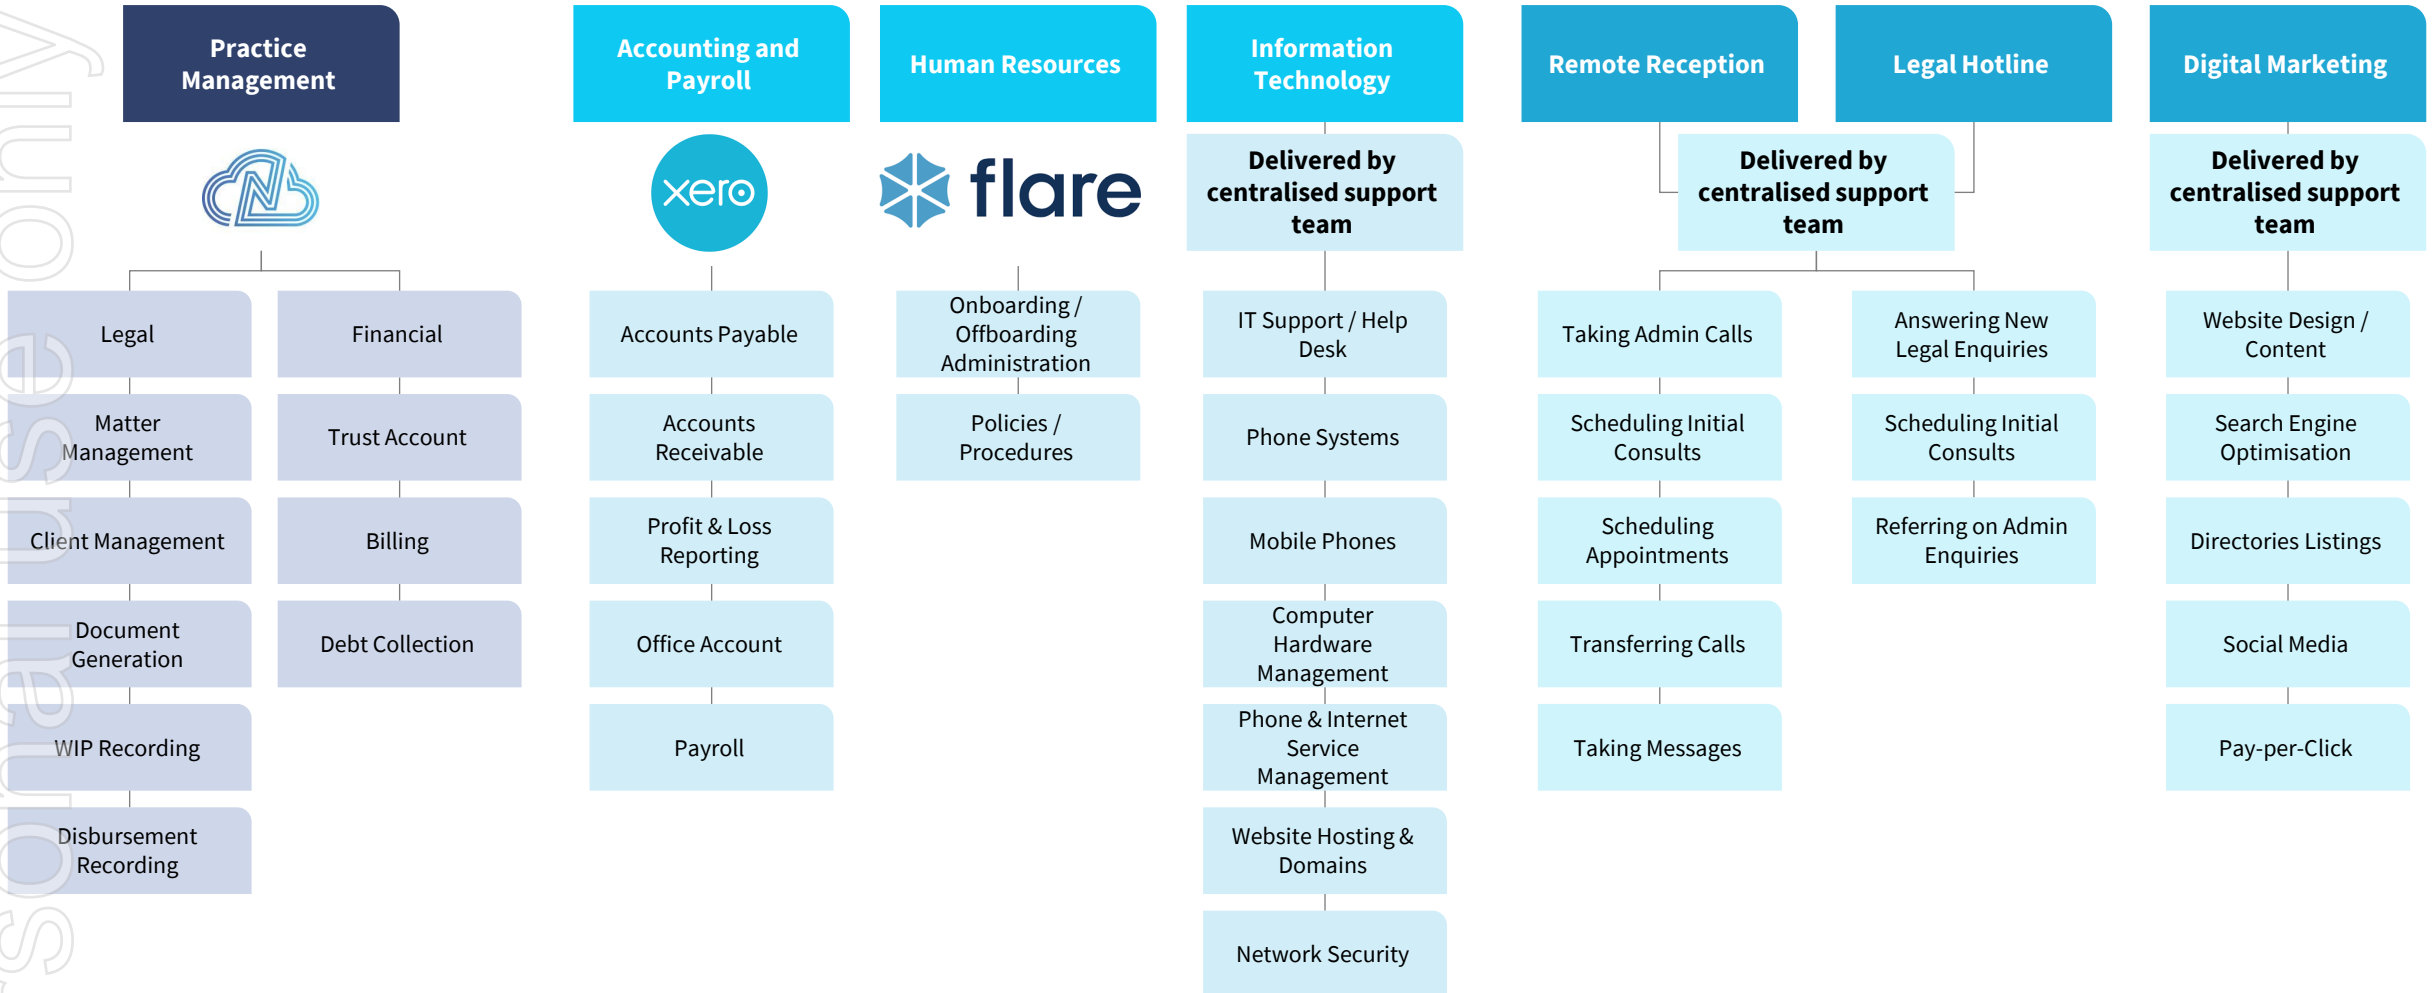 Practice
Management
Accounting and
Payroll
Human Resources
Information
Technology
Remote Reception
Legal Hotline
Digital Marketing
N
xero
flare
Delivered by
centralised support
team
Delivered by
centralised support
team
Delivered by
centralised support
team
Legal
Matter
Management
Client Management
Document
Generation
WIP Recording
Disbursement
Recording
Financial
Trust Account
Billing
Debt Collection
Accounts Payable
Accounts
Receivable
Profit & Loss
Reporting
Office Account
Payroll
Onboarding /
Offboarding
Administration
Policies /
Procedures
IT Support / Help
Desk
Phone Systems
Mobile Phones
Computer
Hardware
Management
Phone & Internet
Service
Management
Website Hosting &
Domains
Network Security
Taking Admin Calls
Scheduling Initial
Consults
Scheduling
Appointments
Transferring Calls
Taking Messages
Answering New
Legal Enquiries
Scheduling Initial
Consults
Referring on Admin
Enquiries
Website Design /
Content
Search Engine
Optimisation
Directories Listings
Social Media
Pay-per-Click
rsonal use only